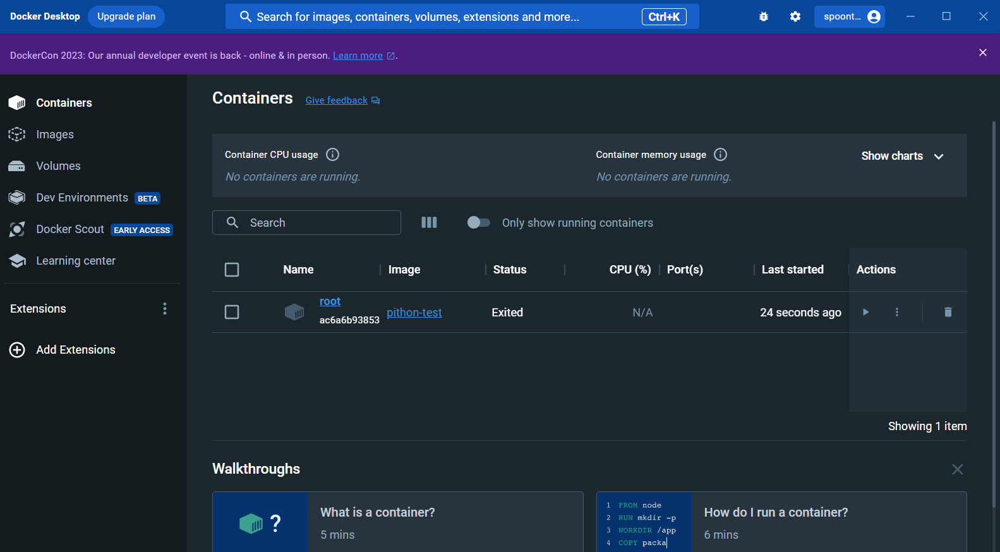 Docker Desktop
Upgrade plan
Search for images, containers, volumes, extensions and more...
Ctrl+K
spoont...
DockerCon 2023: Our annual developer event is back - online & in person. Learn more.
Containers
Images
Volumes
Dev Environments BETA
Docker Scout EARLY ACCESS
Learning center
Extensions
Add Extensions
Containers Give feedback
Container CPU usage
No containers are running.
Container memory usage
No containers are running.
Show charts
Search
Only show running containers
Name Image Status CPU (%) Port(s) Last started Actions
root
ac6a6b93853
pithon-test Exited N/A 24 seconds ago
Showing 1 item
Walkthroughs
?
What is a container?
5 mins
1 FROM node
2 RUN mkdir -p
3 WORKDIR /app
4 COPY packa
How do I run a container?
6 mins